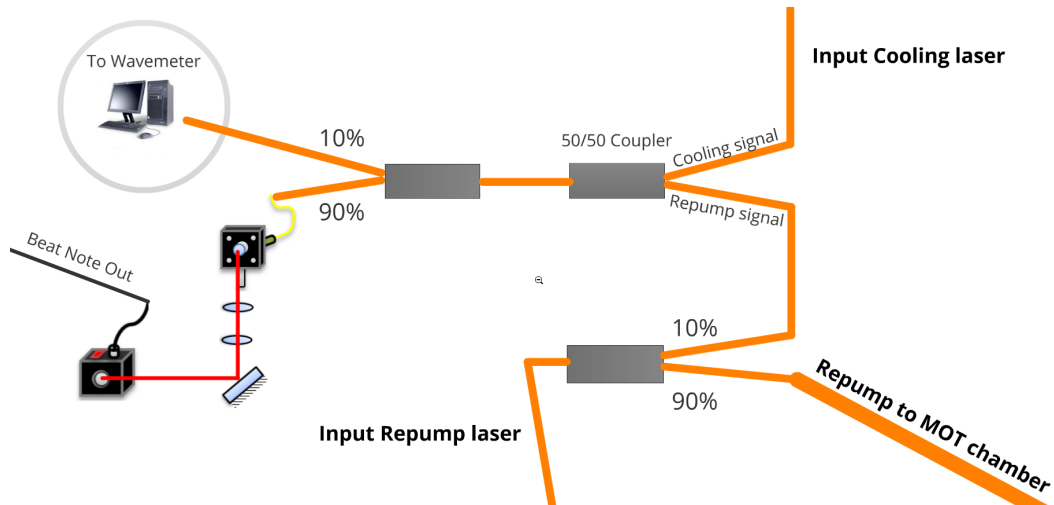 Input Cooling laser
To Wavemeter
10%
50/50 Coupler
Cooling signal
90%
Repump signal
Beat Note Out
10%
90%
Input Repump laser
Repump to MOT chamber